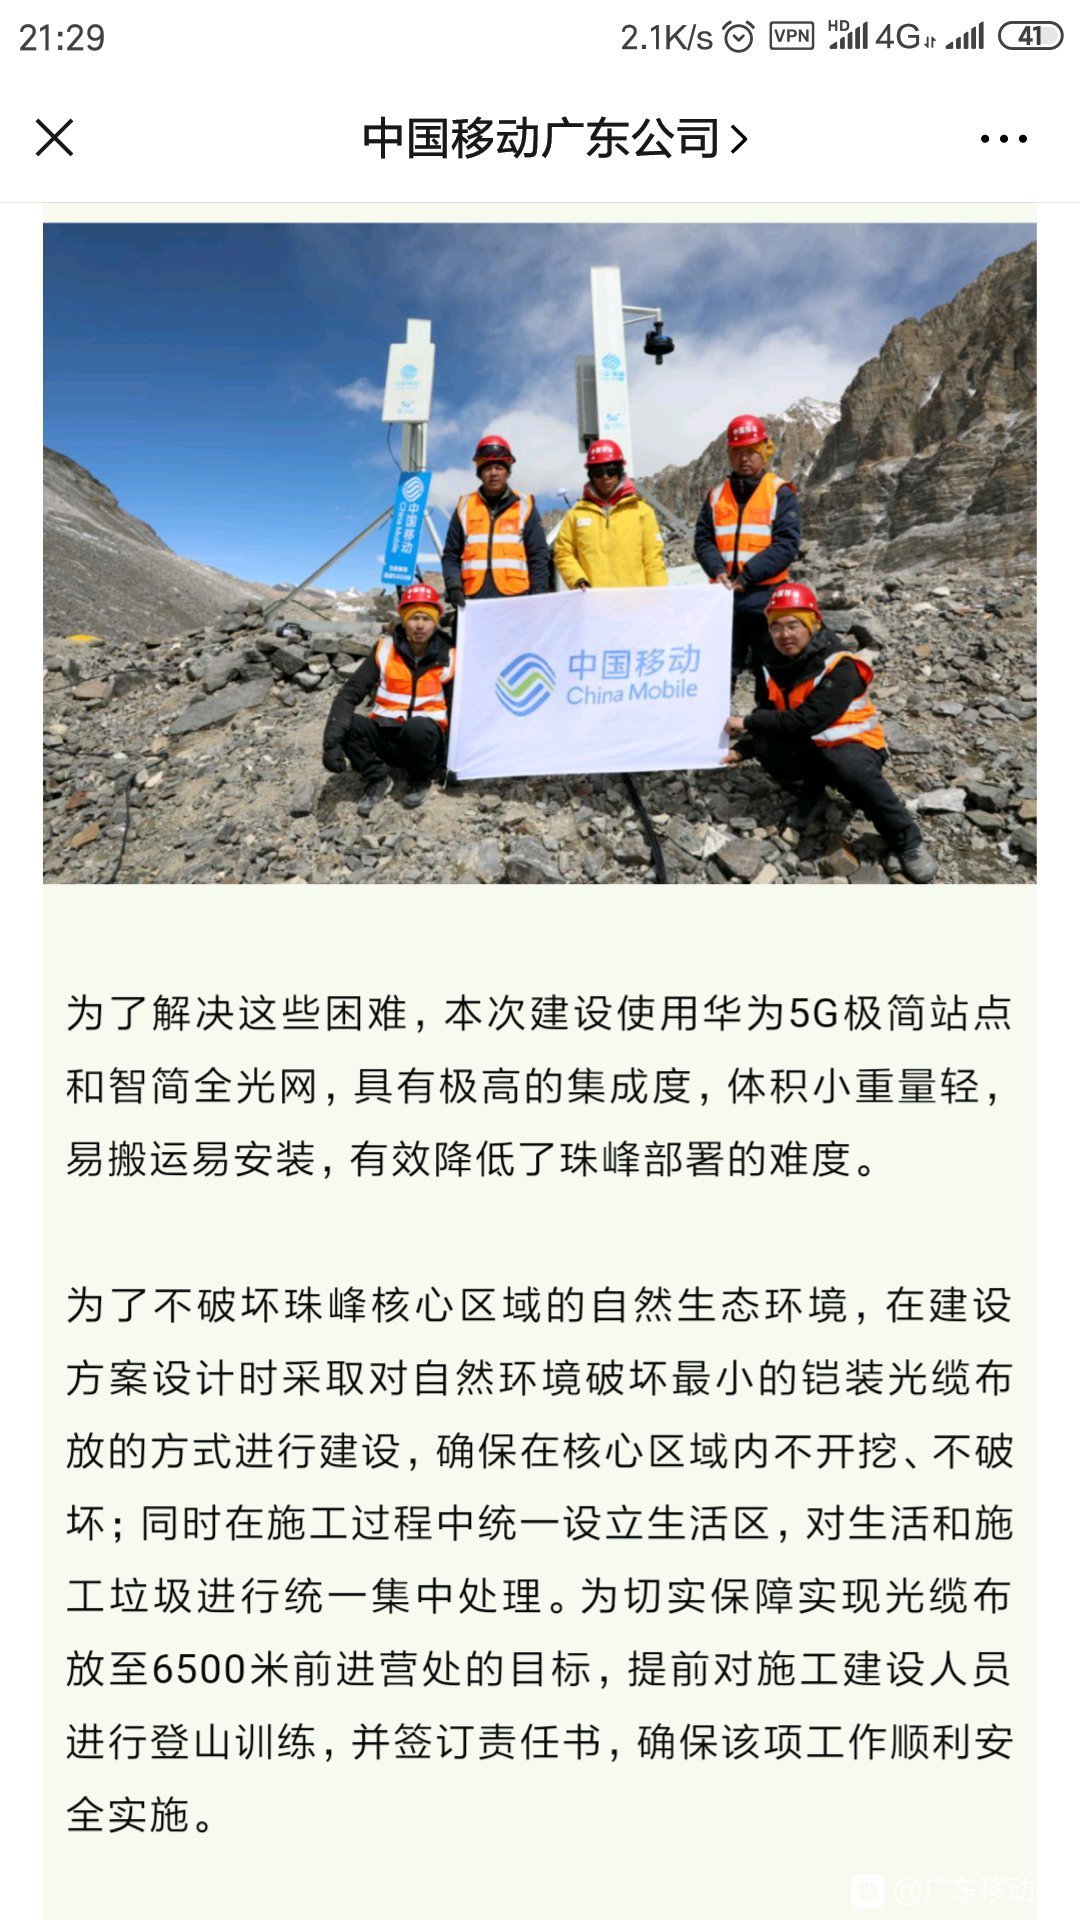 21:29
2.1K/s VPN HD 4G 41
中国移动广东公司
中国移动
China Mobile
中国移动
China Mobile
为了解决这些困难，本次建设使用华为5G极简站点
和智简全光网，具有极高的集成度，体积小重量轻，
易搬运易安装，有效降低了珠峰部署的难度。
为了不破坏珠峰核心区域的自然生态环境，在建设
方案设计时采取对自然环境破坏最小的铠装光缆布
放的方式进行建设，确保在核心区域内不开挖、不破
坏；同时在施工过程中统一设立生活区，对生活和施
工垃圾进行统一集中处理。为切实保障实现光缆布
放至6500米前进营处的目标，提前对施工建设人员
进行登山训练，并签订责任书，确保该项工作顺利安
全实施。
贴 @广东移动